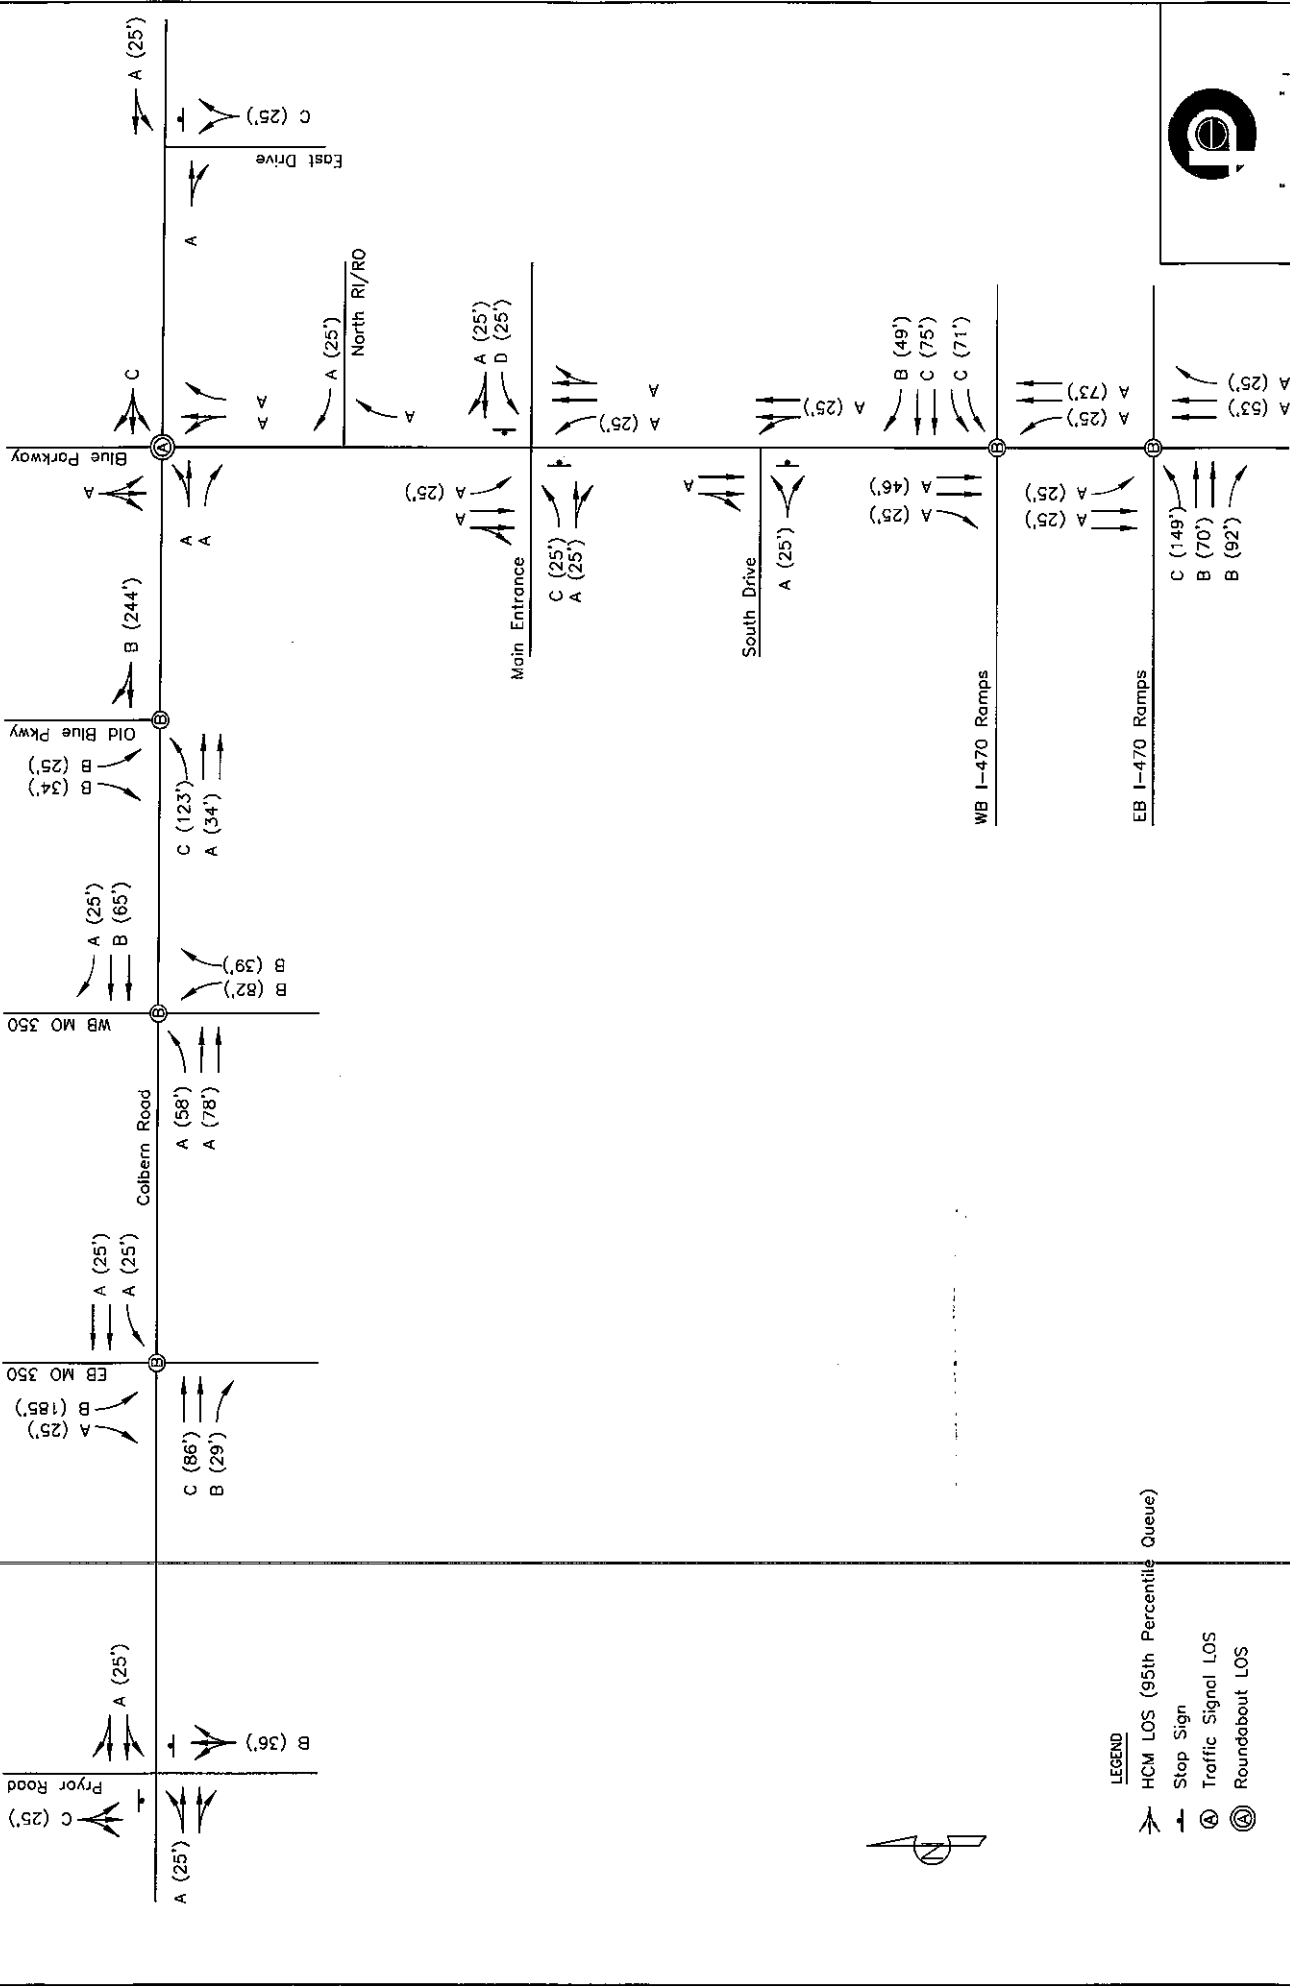 A (25')
C (25')
East Drive
A
C
Blue Parkway
A
A
A
A
A
A (25')
North RI/RO
A
B (244')
Old Blue Pkwy
B (25')
B (34')
C (123')
A (34')
A (25')
D (25')
A
A (25')
A (25')
A
Main Entrance
C (25')
A (25')
A (25')
A
South Drive
A (25')
B (49')
C (75')
C (71')
A (46')
A (25')
A (73')
A (25')
B
WB I-470 Ramps
A (25')
A (25')
B
EB I-470 Ramps
A (25')
A (53')
C (149')
B (70')
B (92')
A (25')
B (65')
WB MO 350
B
B
B (39')
B (82')
A (58')
A (78')
Colbern Road
A (25')
A (25')
EB MO 350
B
B (185')
A (25')
C (86')
B (29')
A (25')
Pryor Road
C (25')
B (36')
A (25')
N
LEGEND
HCM LOS (95th Percentile Queue)
Stop Sign
A Traffic Signal LOS
A Roundabout LOS